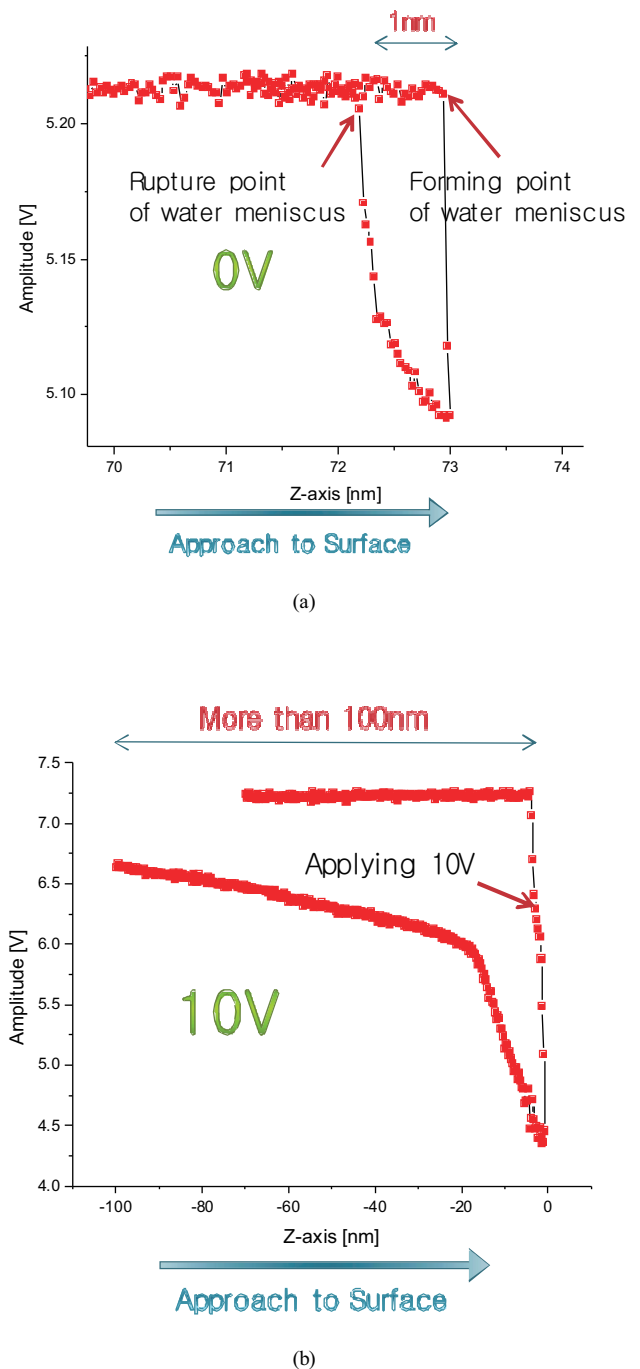 1nm
5.20
5.15
5.10
Amplitude [V]
Rupture point
of water meniscus
Forming point
of water meniscus
0V
70 71 72 73 74
Z-axis [nm]
Approach to Surface
(a)
More than 100nm
7.5
7.0
6.5
6.0
5.5
5.0
4.5
4.0
Amplitude [V]
Applying 10V
10V
-100 -80 -60 -40 -20 0
Z-axis [nm]
Approach to Surface
(b)